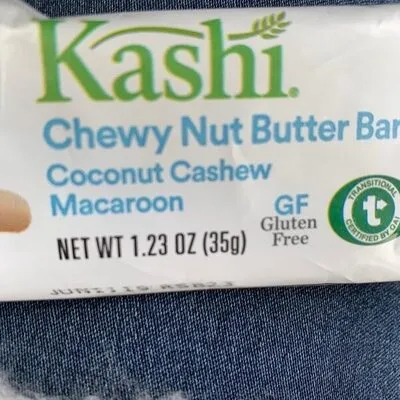 Kashi.
Chewy Nut Butter Bar
Coconut Cashew
Macaroon
GF
Gluten
Free
TRANSITIONAL
t
CERTIFIED BY QAI
NET WT 1.23 OZ (35g)